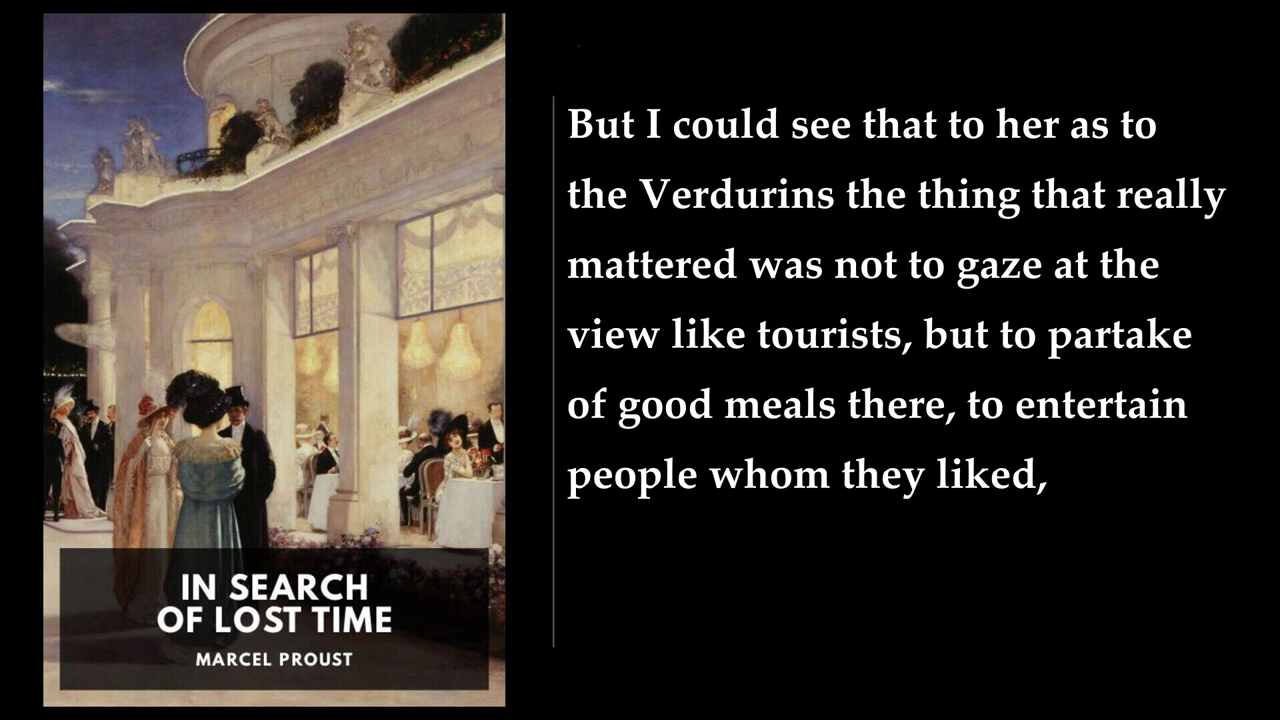 IN SEARCH
OF LOST TIME
MARCEL PROUST
But I could see that to her as to
the Verdurins the thing that really
mattered was not to gaze at the
view like tourists, but to partake
of good meals there, to entertain
people whom they liked,